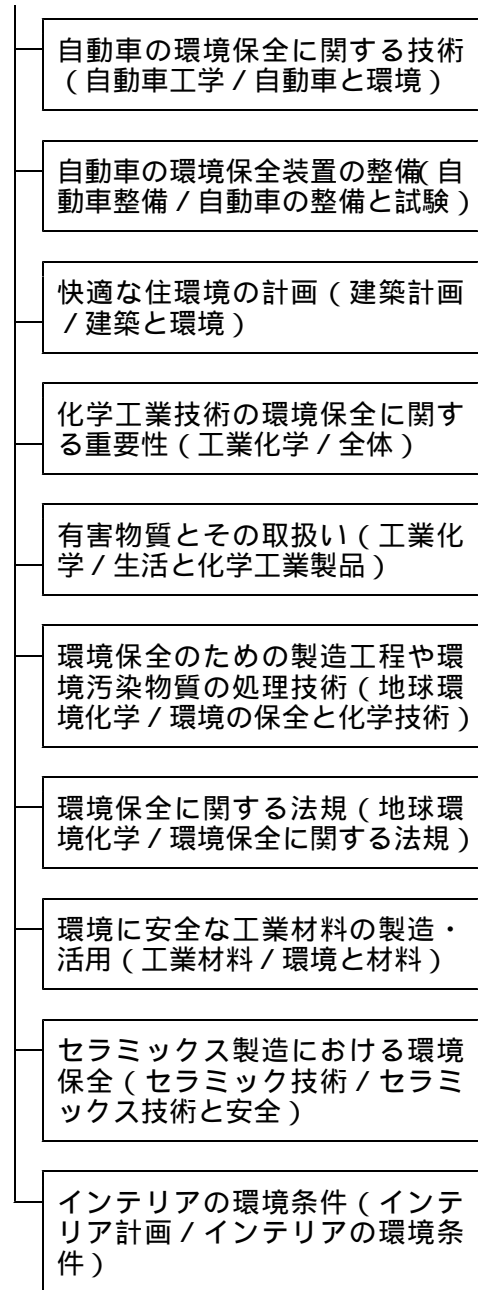 自動車の環境保全に関する技術
（自動車工学／自動車と環境）
自動車の環境保全装置の整備（自
動車整備／自動車の整備と試験）
快適な住環境の計画（建築計画
／建築と環境）
化学工業技術の環境保全に関す
る重要性（工業化学／全体）
有害物質とその取扱い（工業化
学／生活と化学工業製品）
環境保全のための製造工程や環
境汚染物質の処理技術（地球環
境化学／環境の保全と化学技術）
環境保全に関する法規（地球環
境化学／環境保全に関する法規）
環境に安全な工業材料の製造・
活用（工業材料／環境と材料）
セラミックス製造における環境
保全（セラミック技術／セラミ
ックス技術と安全）
インテリアの環境条件（インテ
リア計画／インテリアの環境条
件）